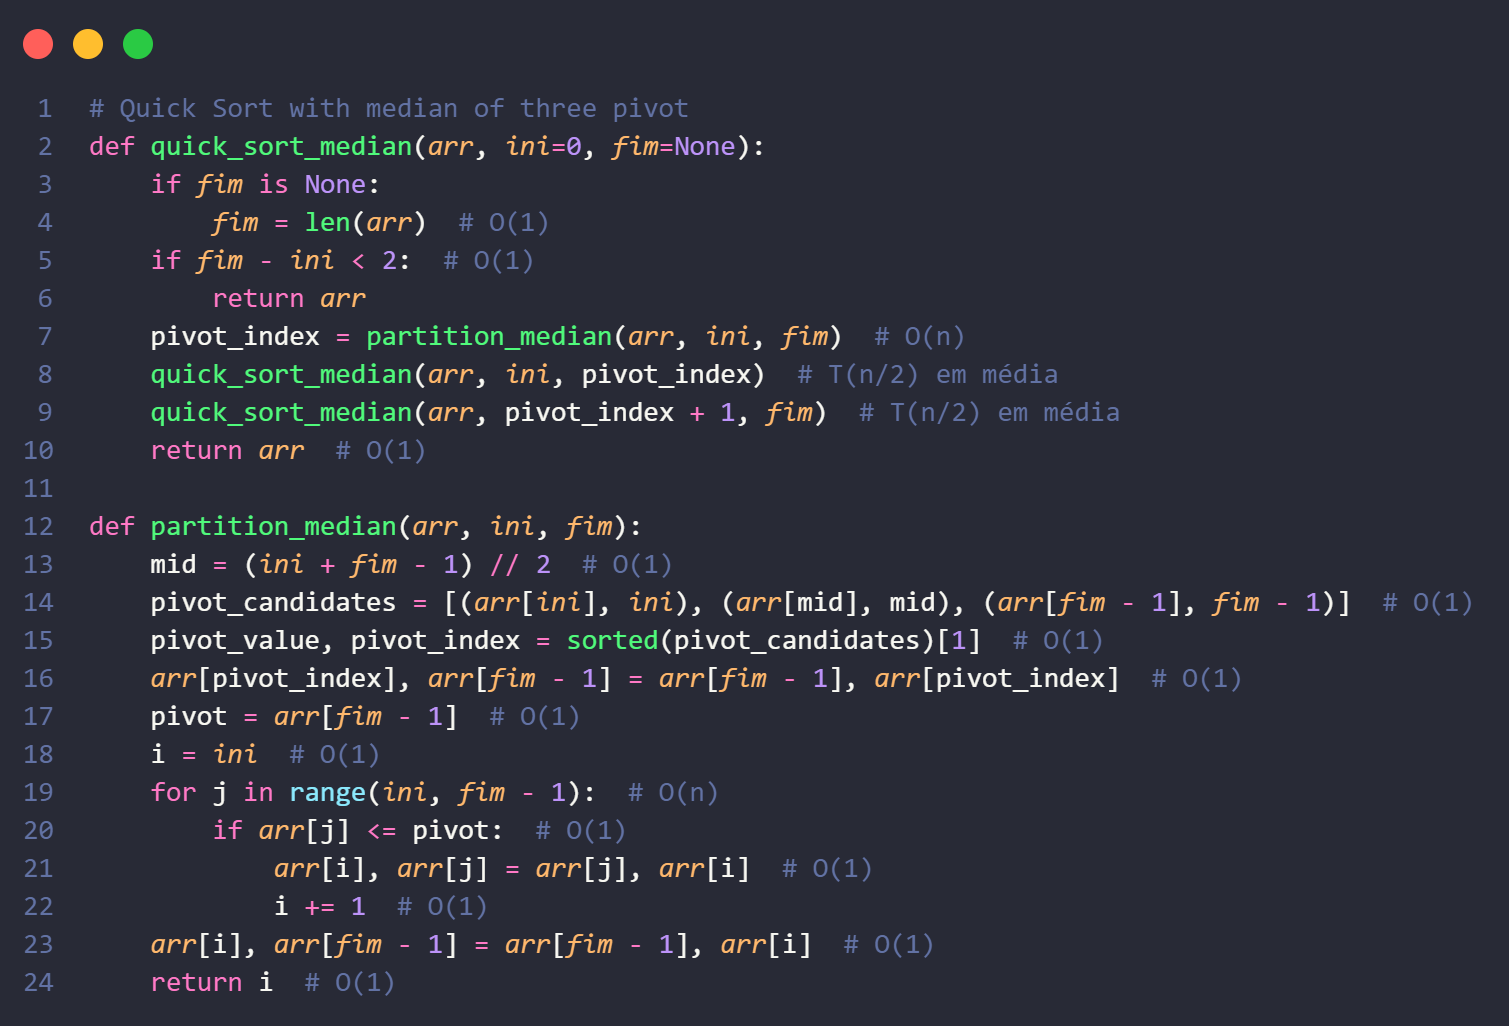 1 # Quick Sort with median of three pivot
2 def quick_sort_median(arr, ini=0, fim=None):
3     if fim is None:
4         fim = len(arr)  # O(1)
5     if fim - ini < 2:  # O(1)
6         return arr
7     pivot_index = partition_median(arr, ini, fim)  # O(n)
8     quick_sort_median(arr, ini, pivot_index)  # T(n/2) em média
9     quick_sort_median(arr, pivot_index + 1, fim)  # T(n/2) em média
10     return arr  # O(1)
11
12 def partition_median(arr, ini, fim):
13     mid = (ini + fim - 1) // 2  # O(1)
14     pivot_candidates = [(arr[ini], ini), (arr[mid], mid), (arr[fim - 1], fim - 1)]  # O(1)
15     pivot_value, pivot_index = sorted(pivot_candidates)[1]  # O(1)
16     arr[pivot_index], arr[fim - 1] = arr[fim - 1], arr[pivot_index]  # O(1)
17     pivot = arr[fim - 1]  # O(1)
18     i = ini  # O(1)
19     for j in range(ini, fim - 1):  # O(n)
20         if arr[j] <= pivot:  # O(1)
21             arr[i], arr[j] = arr[j], arr[i]  # O(1)
22             i += 1  # O(1)
23     arr[i], arr[fim - 1] = arr[fim - 1], arr[i]  # O(1)
24     return i  # O(1)